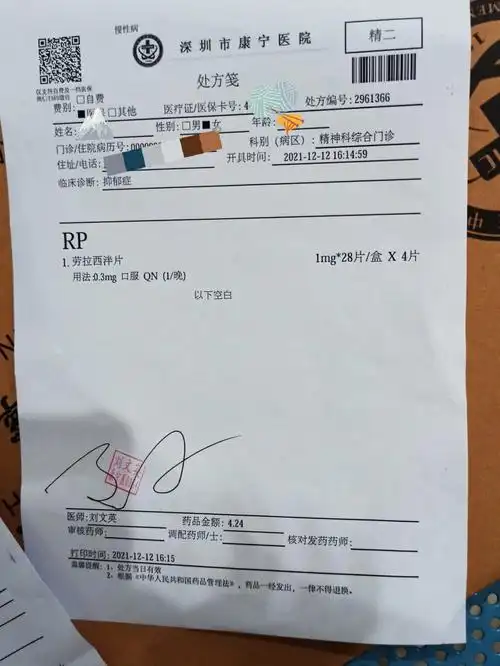 慢性病
深圳市康宁医院
精二
处方笺
仅支持自费及一档医保
费别: □自费
■医保□其他 医疗证/医保卡号: 4 处方编号: 2961366
姓名: 性别: □男■女 年龄:
门诊/住院病历号: 00000 科别(病区): 精神科综合门诊
住址/电话: 开具时间: 2021-12-12 16:14:59
临床诊断: 抑郁症
RP
1. 劳拉西泮片 1mg*28片/盒 X 4片
用法:0.3mg 口服 QN (1/晚)
以下空白
医师: 刘文英 药品金额: 4.24
审核药师: 调配药师/士: 核对发药药师:
打印时间: 2021-12-12 16:15
温馨提醒: 1、处方当日有效
2、根据《中华人民共和国药品管理法》, 药品一经发出, 一律不得退换。